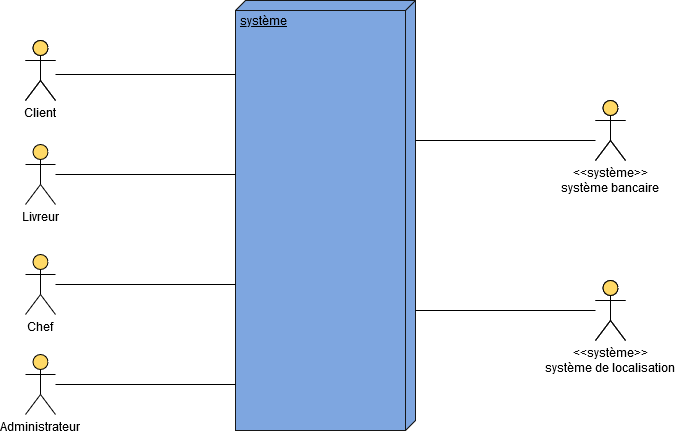 système
Client
Livreur
Chef
Administrateur
<<système>>
système bancaire
<<système>>
système de localisation